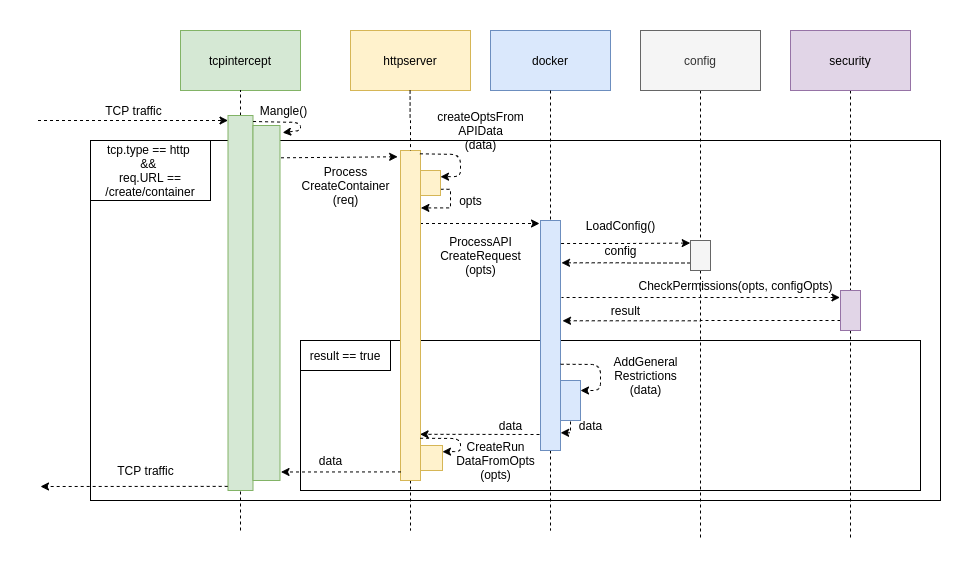 tcpintercept
httpserver
docker
config
security
TCP traffic
Mangle()
createOptsFrom
APIData
(data)
tcp.type == http
&&
req.URL ==
/create/container
Process
CreateContainer
(req)
opts
ProcessAPI
CreateRequest
(opts)
LoadConfig()
config
CheckPermissions(opts, configOpts)
result
result == true
AddGeneral
Restrictions
(data)
data
data
CreateRun
DataFromOpts
(opts)
data
TCP traffic